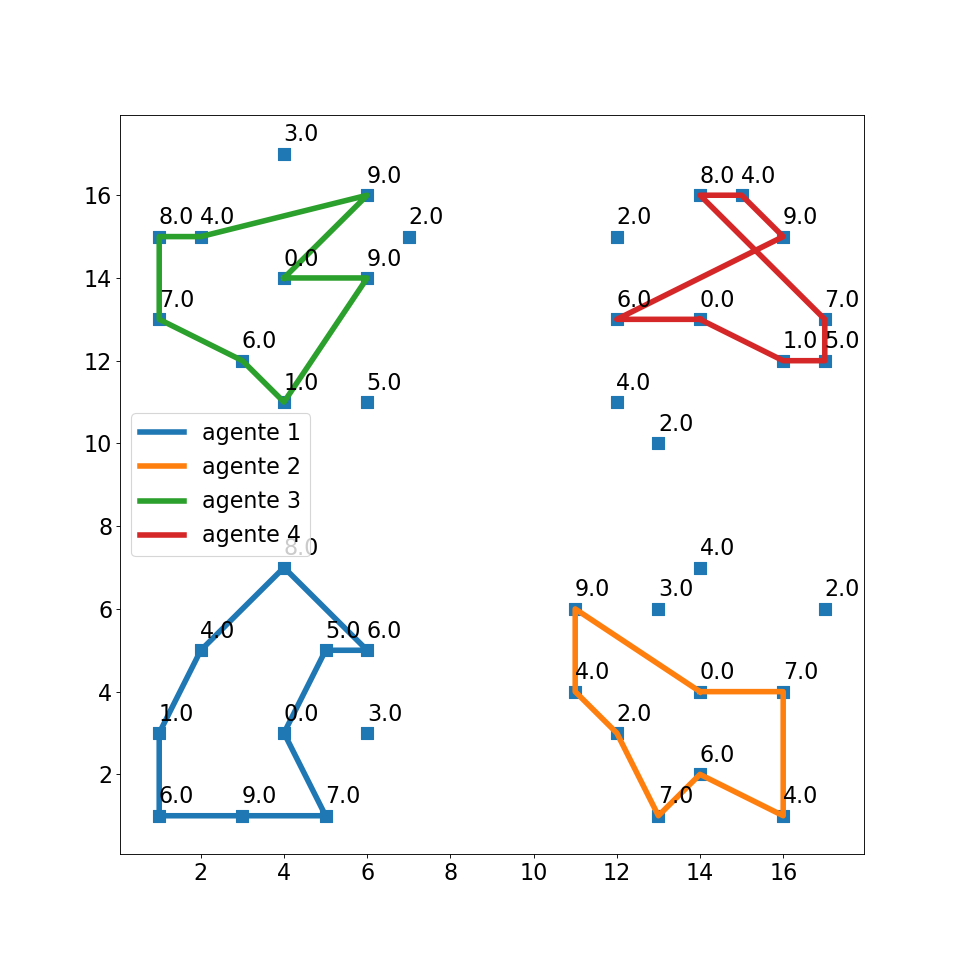 3.0
9.0
8.0 4.0
16
8.0 4.0 2.0 2.0 9.0
0.0 9.0
14
7.0 6.0 0.0 7.0
6.0 1.0 5.0
12
1.0 5.0 4.0
2.0
10
agente 1
agente 2
agente 3
agente 4
8
8.0 4.0
9.0 3.0 2.0
6
4.0 5.0 6.0
4.0 0.0 7.0
4
1.0 0.0 3.0 2.0
6.0
2
6.0 9.0 7.0 7.0 4.0
2 4 6 8 10 12 14 16